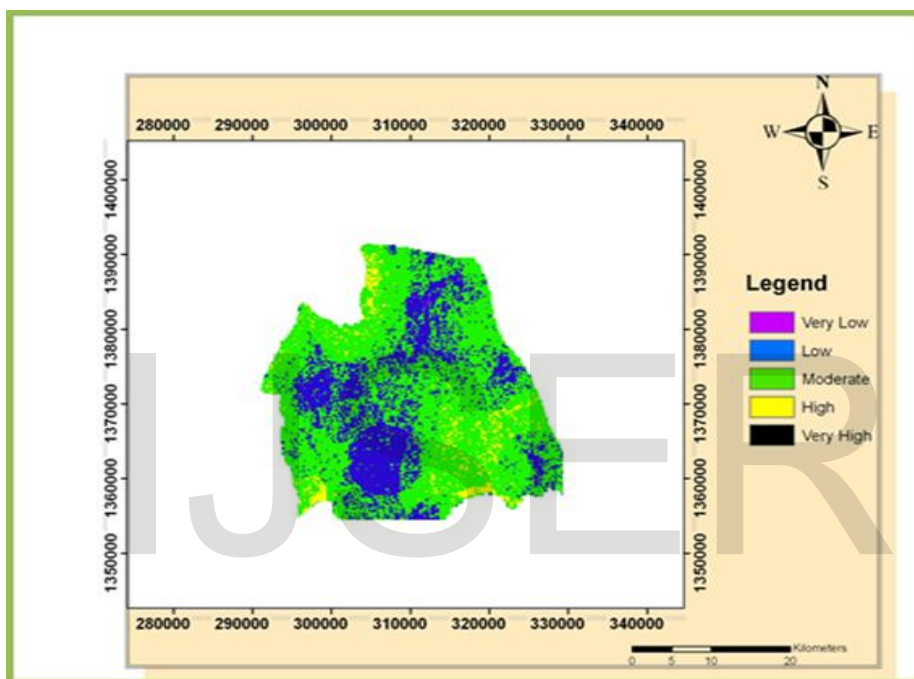 N
W E
S
280000 290000 300000 310000 320000 330000 340000
1400000 1400000
1390000 1390000
1380000 1380000
1370000 1370000
1360000 1360000
1350000 1350000
280000 290000 300000 310000 320000 330000 340000
Legend
Very Low
Low
Moderate
High
Very High
IJSER
Kilometers
0 5 10 20